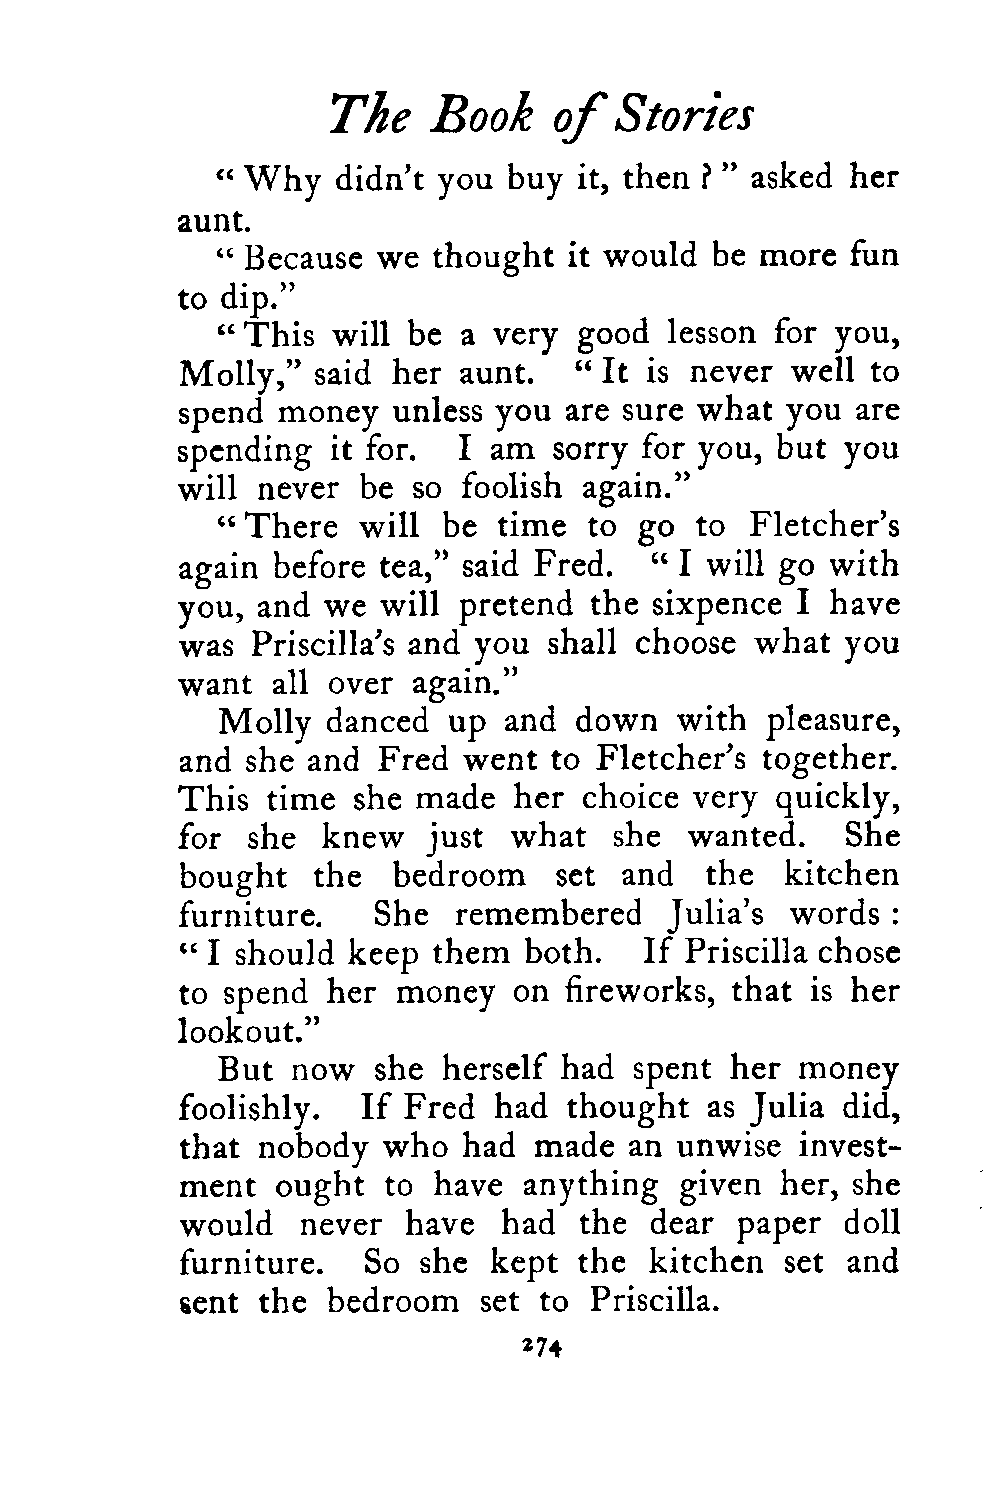 The Book of Stories
“ Why didn't you buy it, then ? ” asked her
aunt.
“ Because we thought it would be more fun
to dip.”
“ This will be a very good lesson for you,
Molly,” said her aunt. “ It is never well to
spend money unless you are sure what you are
spending it for. I am sorry for you, but you
will never be so foolish again.”
“ There will be time to go to Fletcher's
again before tea,” said Fred. “ I will go with
you, and we will pretend the sixpence I have
was Priscilla's and you shall choose what you
want all over again.”
Molly danced up and down with pleasure,
and she and Fred went to Fletcher's together.
This time she made her choice very quickly,
for she knew just what she wanted. She
bought the bedroom set and the kitchen
furniture. She remembered Julia's words :
“ I should keep them both. If Priscilla chose
to spend her money on fireworks, that is her
lookout.”
But now she herself had spent her money
foolishly. If Fred had thought as Julia did,
that nobody who had made an unwise invest-
ment ought to have anything given her, she
would never have had the dear paper doll
furniture. So she kept the kitchen set and
sent the bedroom set to Priscilla.
274